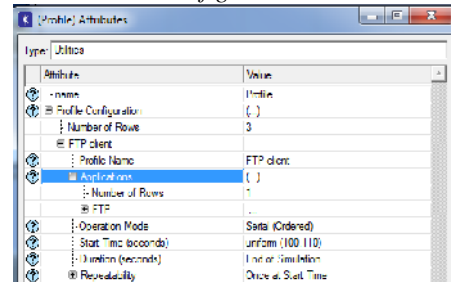 (Profile) Attributes
Type: Utilities
Attribute Value
name Profile
Profile Configuration (...)
Number of Rows 3
FTP client
Profile Name FTP client
Applications (...)
Number of Rows 1
FTP ...
Operation Mode Serial (Ordered)
Start Time (seconds) uniform (100,110)
Duration (seconds) End of Simulation
Repeatability Once at Start Time